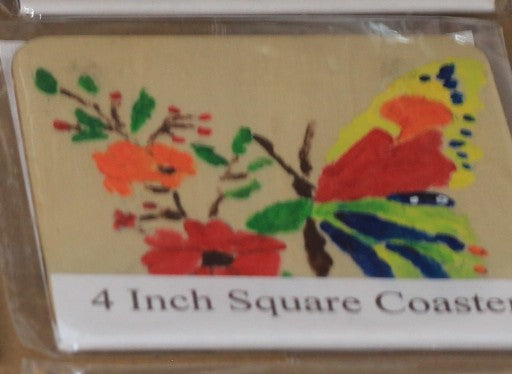 4 Inch Square Coaster